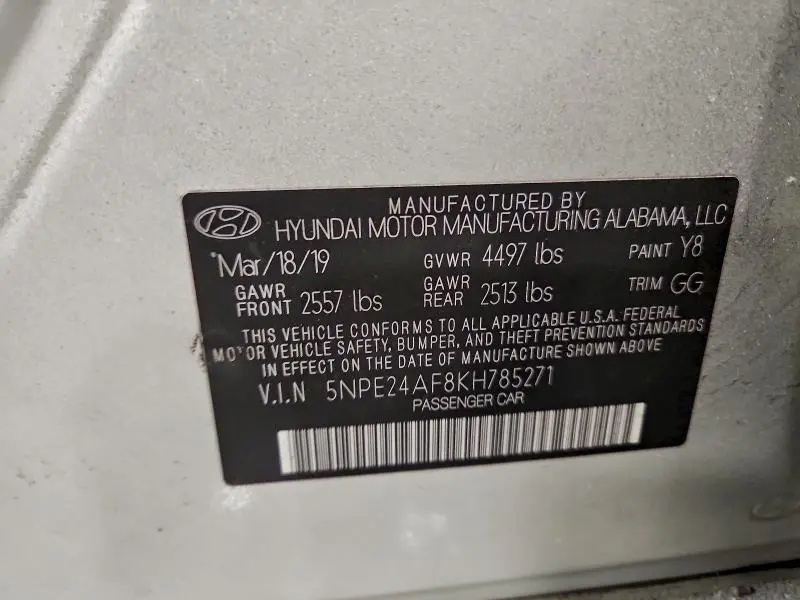 MANUFACTURED BY
HYUNDAI MOTOR MANUFACTURING ALABAMA, LLC
Mar/18/19 GVWR 4497 lbs PAINT Y8
GAWR FRONT 2557 lbs GAWR REAR 2513 lbs TRIM GG
THIS VEHICLE CONFORMS TO ALL APPLICABLE U.S.A. FEDERAL
MOTOR VEHICLE SAFETY, BUMPER, AND THEFT PREVENTION STANDARDS
IN EFFECT ON THE DATE OF MANUFACTURE SHOWN ABOVE
V.I.N 5NPE24AF8KH785271
PASSENGER CAR